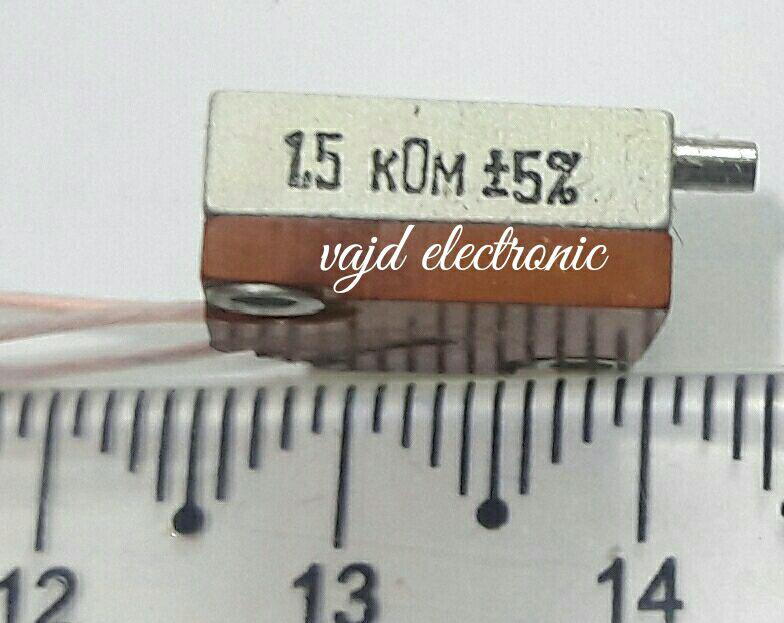 1.5 кОм ±5%
vajd electronic
12 13 14